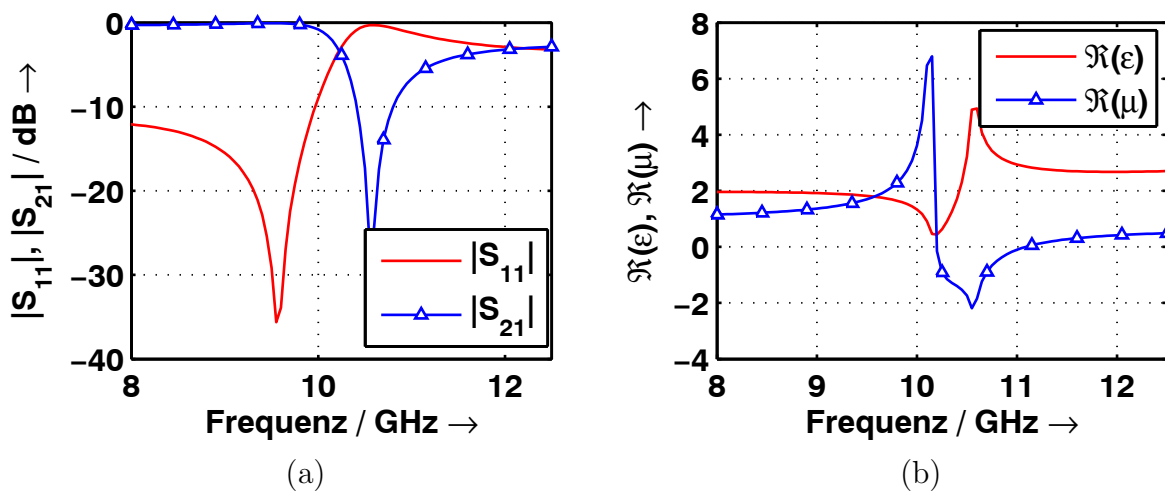 |S11|, |S21| / dB →
0
−10
−20
−30
−40
8
10
12
Frequenz / GHz →
|S11|
|S21|
(a)
ℜ(ε), ℜ(μ) →
8
6
4
2
0
−2
−4
8
9
10
11
12
Frequenz / GHz →
ℜ(ε)
ℜ(μ)
(b)